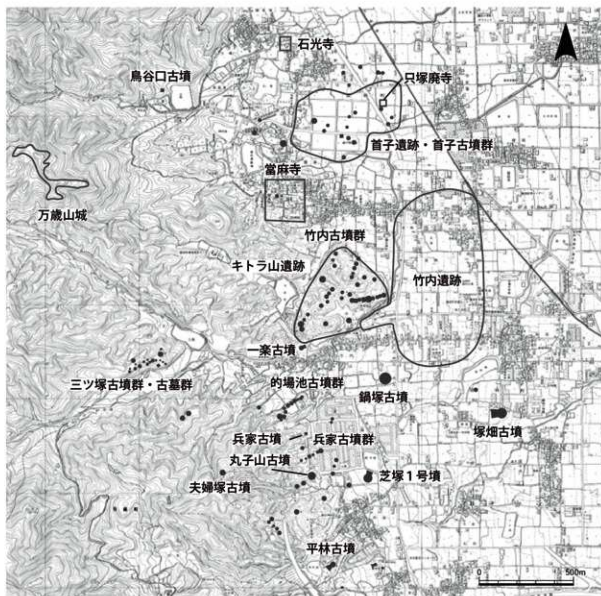 石光寺
鳥谷口古墳
只塚廃寺
首子遺跡・首子古墳群
當麻寺
万歳山城
竹内古墳群
キトラ山遺跡
竹内遺跡
一楽古墳
三ツ塚古墳群・古墓群
的場池古墳群
鍋塚古墳
塚畑古墳
兵家古墳
兵家古墳群
丸子山古墳
芝塚1号墳
夫婦塚古墳
平林古墳
0 500m